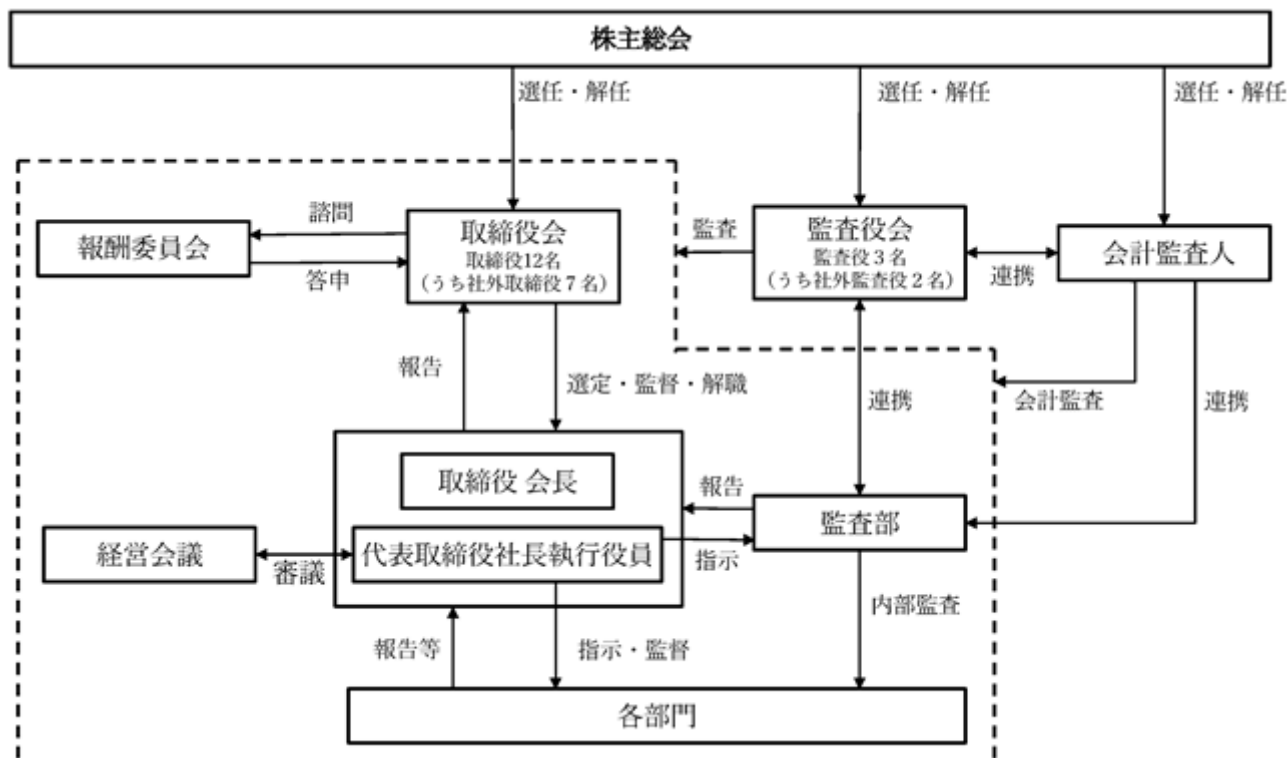 株主総会
選任・解任
選任・解任
選任・解任
諮問
報酬委員会
答申
取締役会
取締役12名
（うち社外取締役７名）
監査
監査役会
監査役３名
（うち社外監査役２名）
連携
会計監査人
報告
選定・監督・解職
連携
会計監査
連携
取締役 会長
報告
監査部
経営会議
審議
代表取締役社長執行役員
指示
内部監査
報告等
指示・監督
各部門